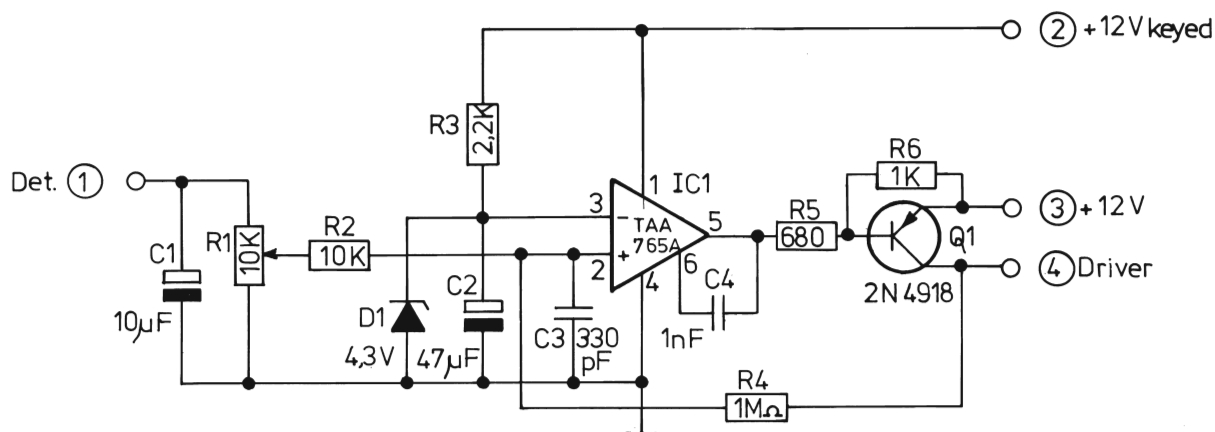 ② +12V keyed
R3
2,2K
Det. ①
R1
10K
C1
10µF
R2
10K
D1
4,3V
C2
47µF
C3
330
pF
3
−
2
+
TAA
765A
1
IC1
5
6
4
C4
1nF
R5
680
R6
1K
Q1
2N4918
③ +12V
④ Driver
R4
1MΩ